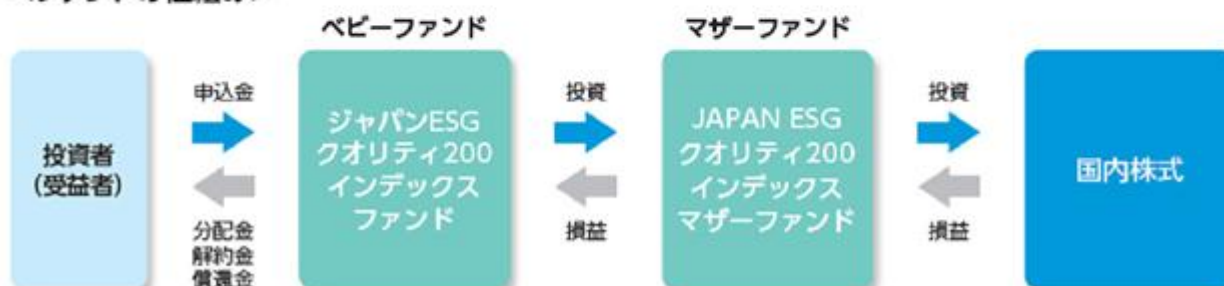 ベビーファンド
マザーファンド
投資者
(受益者)
申込金
分配金
解約金
償還金
ジャパンESG
クオリティ200
インデックス
ファンド
投資
損益
JAPAN ESG
クオリティ200
インデックス
マザーファンド
投資
損益
国内株式